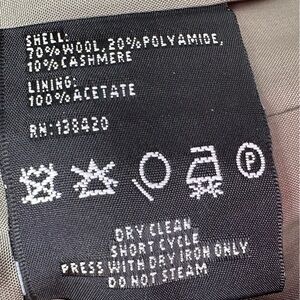 SHELL:
70% WOOL, 20% POLYAMIDE,
10% CASHMERE
LINING:
100% ACETATE
RN:138420
P
DRY CLEAN
SHORT CYCLE
PRESS WITH DRY IRON ONLY
DO NOT STEAM